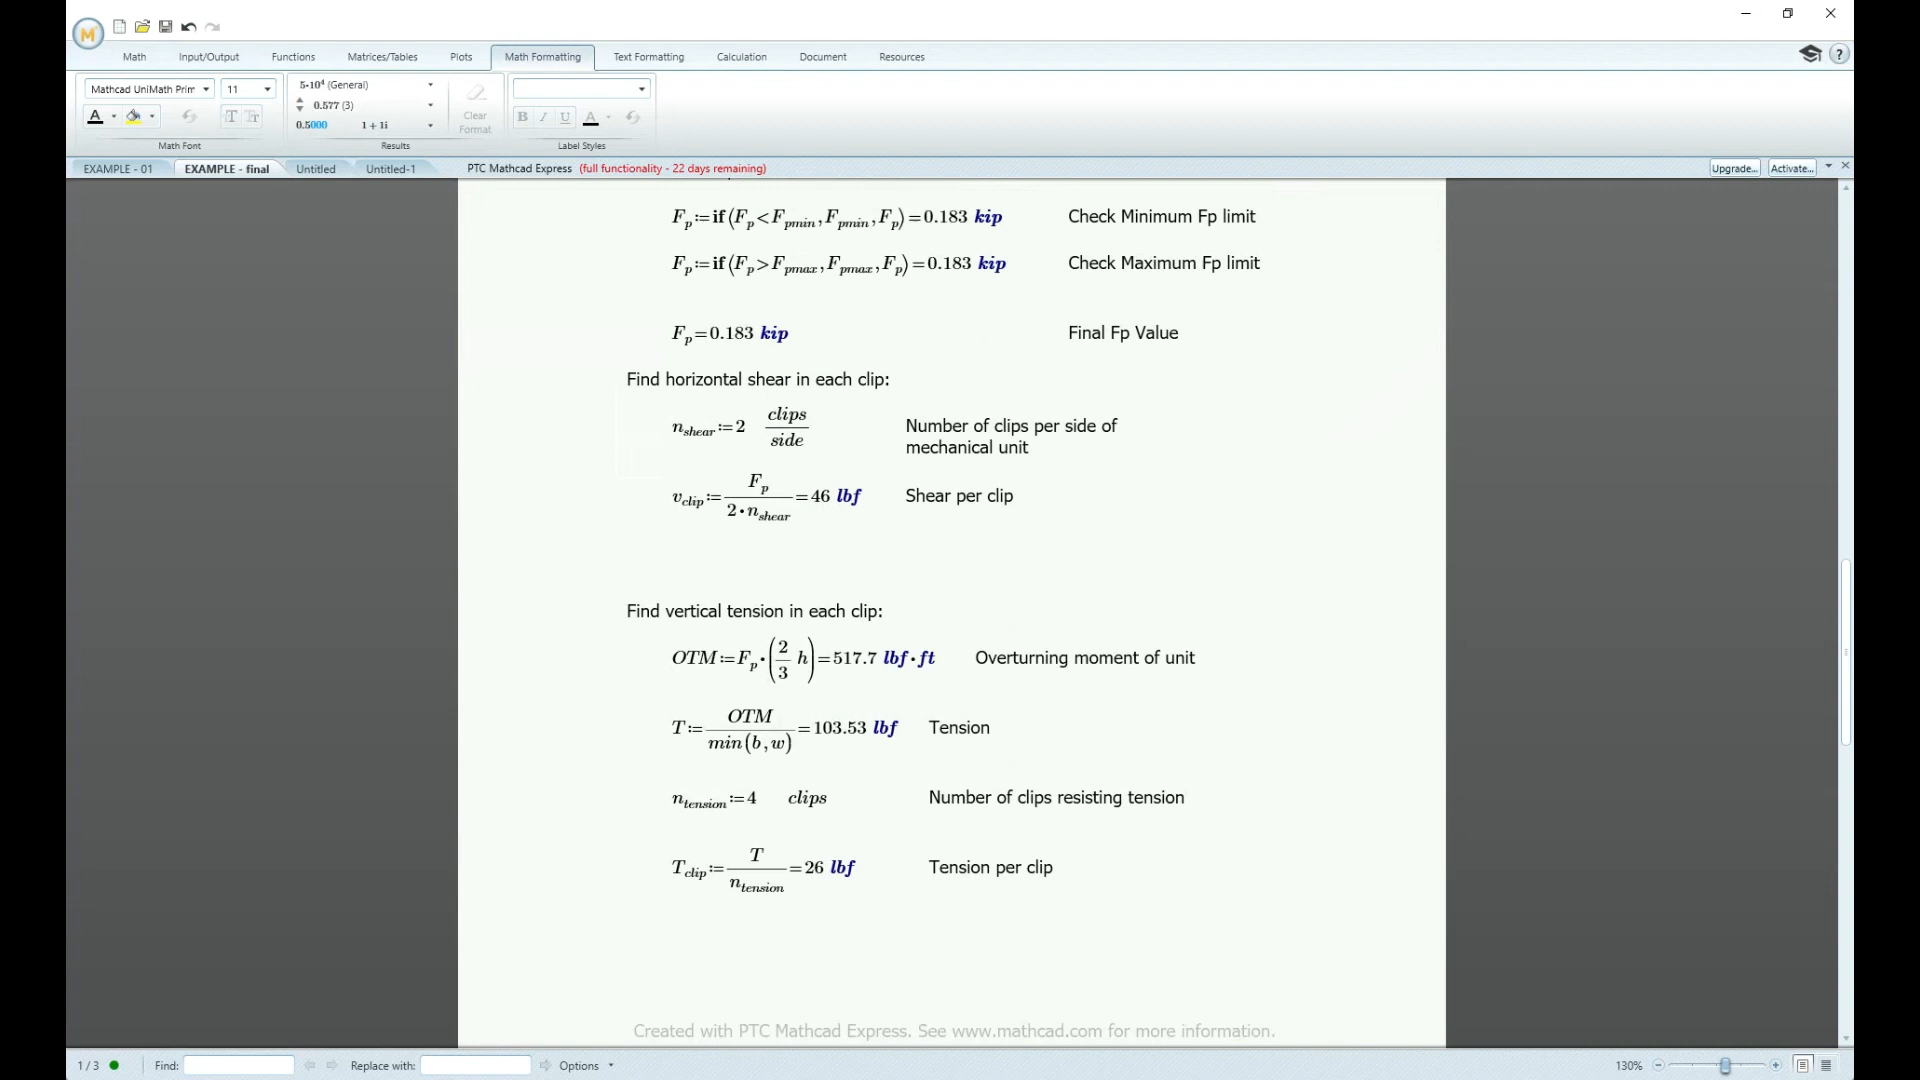 M
Math Input/Output Functions Matrices/Tables Plots Math Formatting Text Formatting Calculation Document Resources ?
Mathcad UniMath Prim 11 5•10⁴ (General)
0.577 (3)
A T Tr 0.5000 1 + 1i Clear Format B I U A
Math Font Results Label Styles
EXAMPLE - 01 EXAMPLE - final Untitled Untitled-1 PTC Mathcad Express (full functionality - 22 days remaining) Upgrade... Activate...
F_p := if (F_p < F_pmin, F_pmin, F_p) = 0.183 kip Check Minimum Fp limit
F_p := if (F_p > F_pmax, F_pmax, F_p) = 0.183 kip Check Maximum Fp limit
F_p = 0.183 kip Final Fp Value
Find horizontal shear in each clip:
n_shear := 2 clips/side Number of clips per side of
mechanical unit
v_clip := F_p/(2 • n_shear) = 46 lbf Shear per clip
Find vertical tension in each clip:
OTM := F_p • (2/3 h) = 517.7 lbf • ft Overturning moment of unit
T := OTM/min(b, w) = 103.53 lbf Tension
n_tension := 4 clips Number of clips resisting tension
T_clip := T/n_tension = 26 lbf Tension per clip
Created with PTC Mathcad Express. See www.mathcad.com for more information.
1 / 3 Find: Replace with: Options 130%